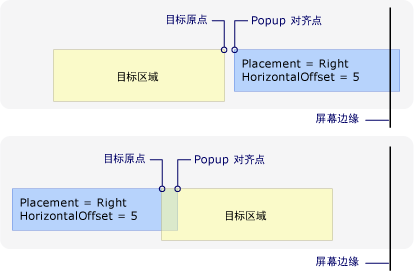 目标原点
Popup 对齐点
目标区域
Placement = Right
HorizontalOffset = 5
屏幕边缘
目标原点
Popup 对齐点
Placement = Right
HorizontalOffset = 5
目标区域
屏幕边缘